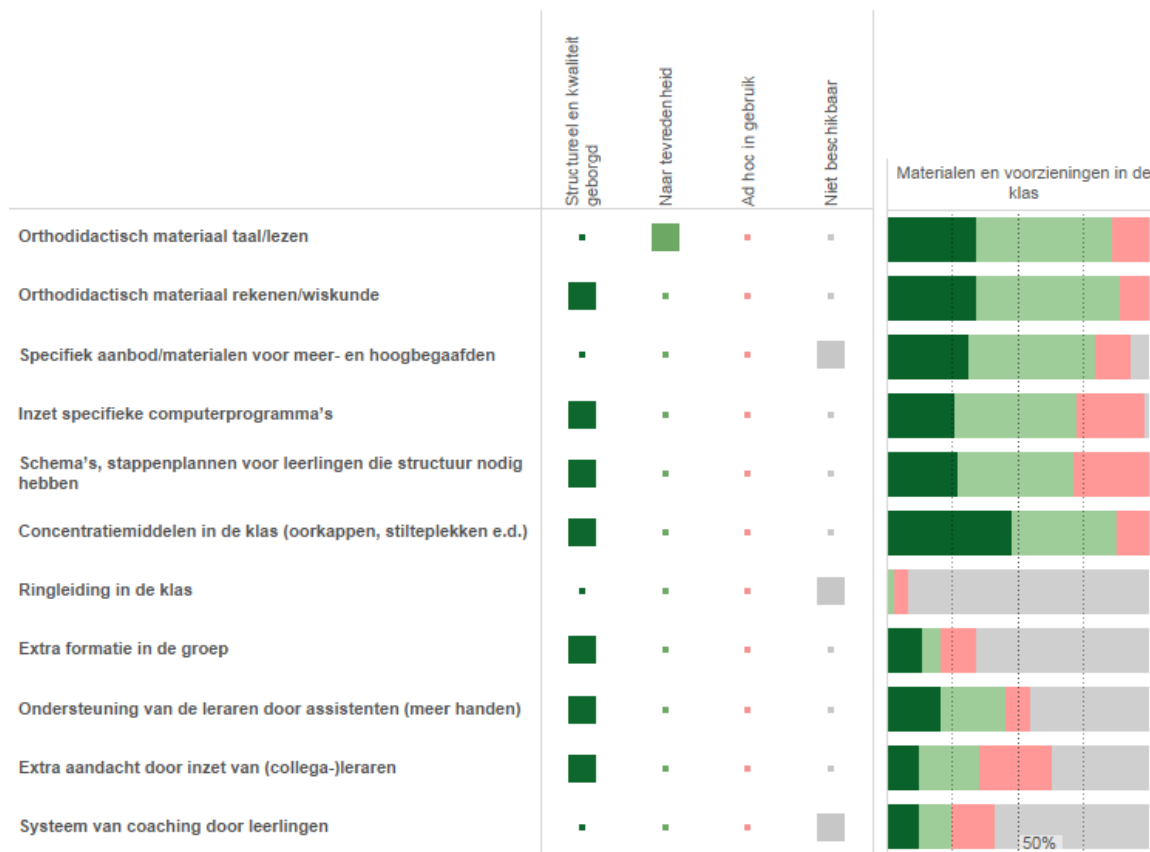 Structureel en kwaliteit
geborgd
Naar tevredenheid
Ad hoc in gebruik
Niet beschikbaar
Materialen en voorzieningen in de
klas
Orthodidactisch materiaal taal/lezen
Orthodidactisch materiaal rekenen/wiskunde
Specifiek aanbod/materialen voor meer- en hoogbegaafden
Inzet specifieke computerprogramma's
Schema's, stappenplannen voor leerlingen die structuur nodig
hebben
Concentratiemiddelen in de klas (oorkappen, stilteplekken e.d.)
Ringleiding in de klas
Extra formatie in de groep
Ondersteuning van de leraren door assistenten (meer handen)
Extra aandacht door inzet van (collega-)leraren
Systeem van coaching door leerlingen
50%